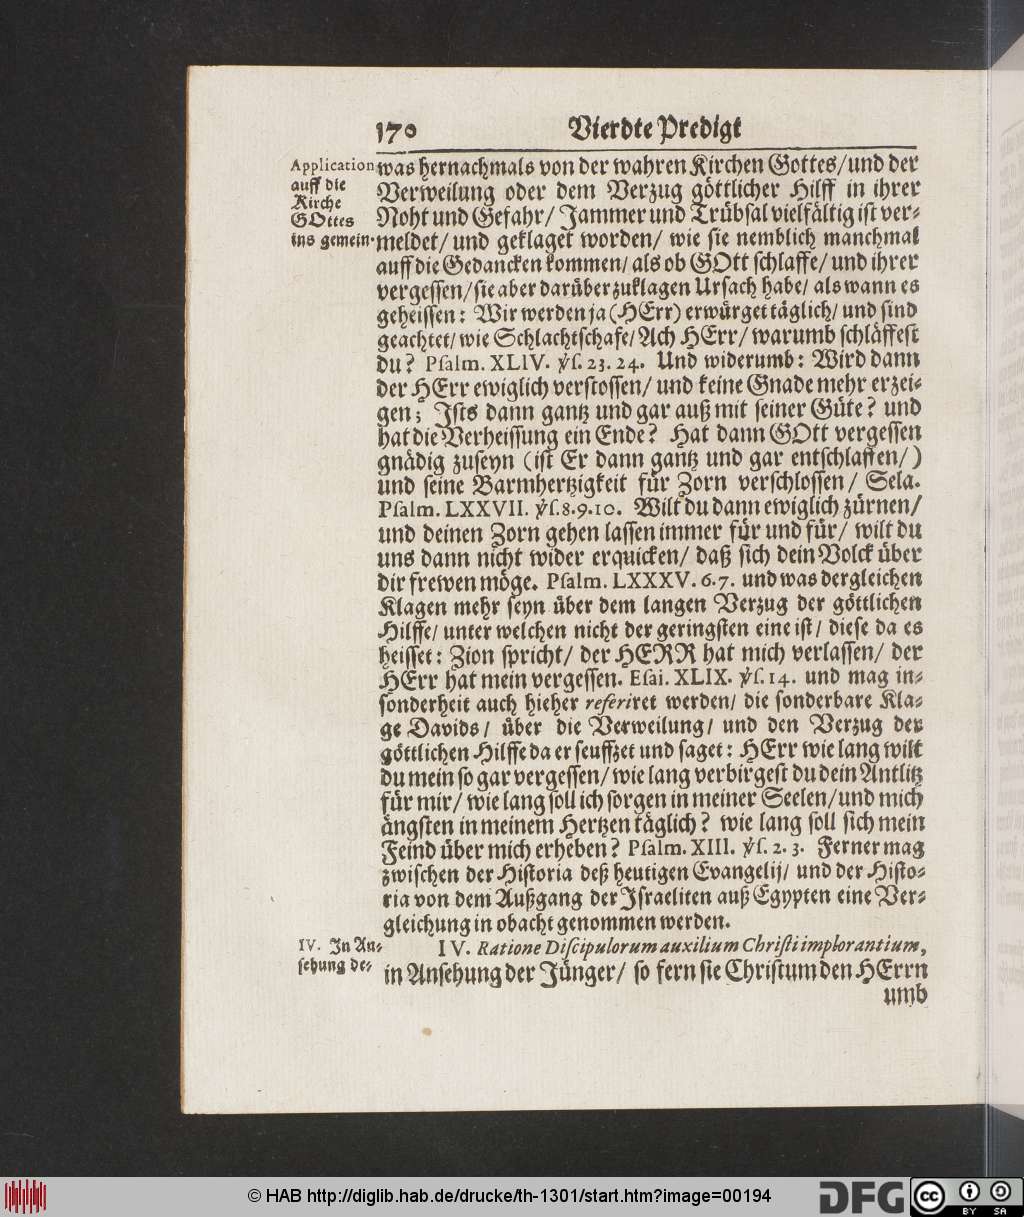 170 Vierdte Predigt
Application
auff die
Kirche
GOttes
ins gemein.
was hernachmals von der wahren Kirchen Gottes/ und der
Verweilung oder dem Verzug göttlicher Hilff in ihrer
Noht und Gefahr/ Jammer und Trübsal vielfältig ist ver-
meldet/ und geklaget worden/ wie sie nemblich manchmal
auff die Gedancken kommen/ als ob GOtt schlaffe/ und ihrer
vergessen/ sie aber darüber zuklagen Ursach habe/ als wann es
geheissen: Wir werden ja (HErr) erwürget täglich/ und sind
geachtet/ wie Schlachtschafe/ Ach HErr/ warumb schläffest
du? Psalm. XLIV. ℣s. 23. 24. Und widerumb: Wird dann
der HErr ewiglich verstossen/ und keine Gnade mehr erzei-
gen; Ists dann gantz und gar auß mit seiner Güte? und
hat die Verheissung ein Ende? Hat dann GOtt vergessen
gnädig zuseyn (ist Er dann gantz und gar entschlaffen/)
und seine Barmhertzigkeit für Zorn verschlossen/ Sela.
Psalm. LXXVII. ℣s. 8. 9. 10. Wilt du dann ewiglich zürnen/
und deinen Zorn gehen lassen immer für und für/ wilt du
uns dann nicht wider erquicken/ daß sich dein Volck über
dir frewen möge. Psalm. LXXXV. 6. 7. und was dergleichen
Klagen mehr seyn über dem langen Verzug der göttlichen
Hilffe/ unter welchen nicht der geringsten eine ist/ diese da es
heisset: Zion spricht/ der HERR hat mich verlassen/ der
HErr hat mein vergessen. Esai. XLIX. ℣s. 14. und mag in-
sonderheit auch hieher referiret werden/ die sonderbare Kla-
ge Davids/ über die Verweilung/ und den Verzug der
göttlichen Hilffe da er seuffzet und saget: HErr wie lang wilt
du mein so gar vergessen/ wie lang verbirgest du dein Antlitz
für mir/ wie lang soll ich sorgen in meiner Seelen/ und mich
ängsten in meinem Hertzen täglich? wie lang soll sich mein
Feind über mich erheben? Psalm. XIII. ℣s. 2. 3. Ferner mag
zwischen der Historia deß heutigen Evangelij/ und der Histo-
ria von dem Außgang der Israeliten auß Egypten eine Ver-
gleichung in obacht genommen werden.
IV. In An-
sehung de-
IV. Ratione Discipulorum auxilium Christi implorantium,
in Ansehung der Jünger/ so fern sie Christum den HErrn
umb
© HAB http://diglib.hab.de/drucke/th-1301/start.htm?image=00194
DFG
cc
BY SA